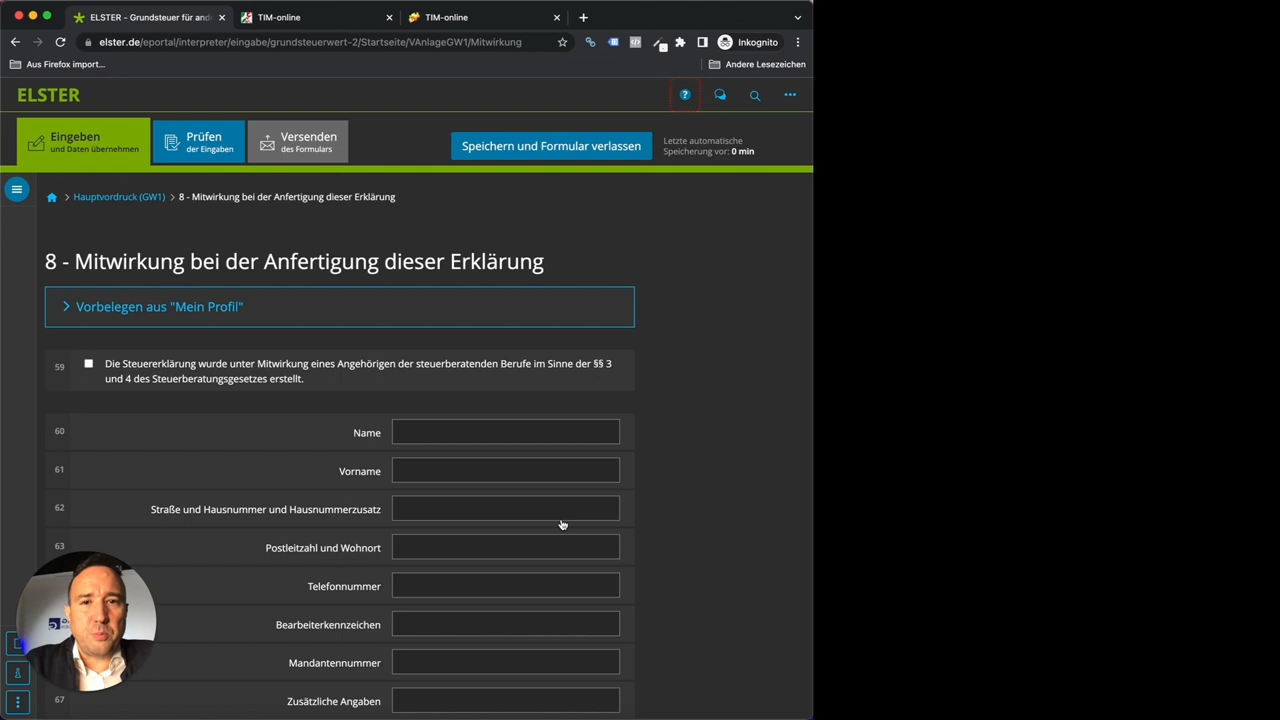 ELSTER - Grundsteuer für and
TIM-online
TIM-online
elster.de/eportal/interpreter/eingabe/grundsteuerwert-2/Startseite/VAnlageGW1/Mitwirkung
Inkognito
Aus Firefox import...
Andere Lesezeichen
ELSTER
Eingeben
und Daten übernehmen
Prüfen
der Eingaben
Versenden
des Formulars
Speichern und Formular verlassen
Letzte automatische
Speicherung vor: 0 min
Hauptvordruck (GW1)
8 - Mitwirkung bei der Anfertigung dieser Erklärung
8 - Mitwirkung bei der Anfertigung dieser Erklärung
Vorbelegen aus "Mein Profil"
59 Die Steuererklärung wurde unter Mitwirkung eines Angehörigen der steuerberatenden Berufe im Sinne der §§ 3
und 4 des Steuerberatungsgesetzes erstellt.
60 Name
61 Vorname
62 Straße und Hausnummer und Hausnummerzusatz
63 Postleitzahl und Wohnort
Telefonnummer
Bearbeiterkennzeichen
Mandantennummer
67 Zusätzliche Angaben